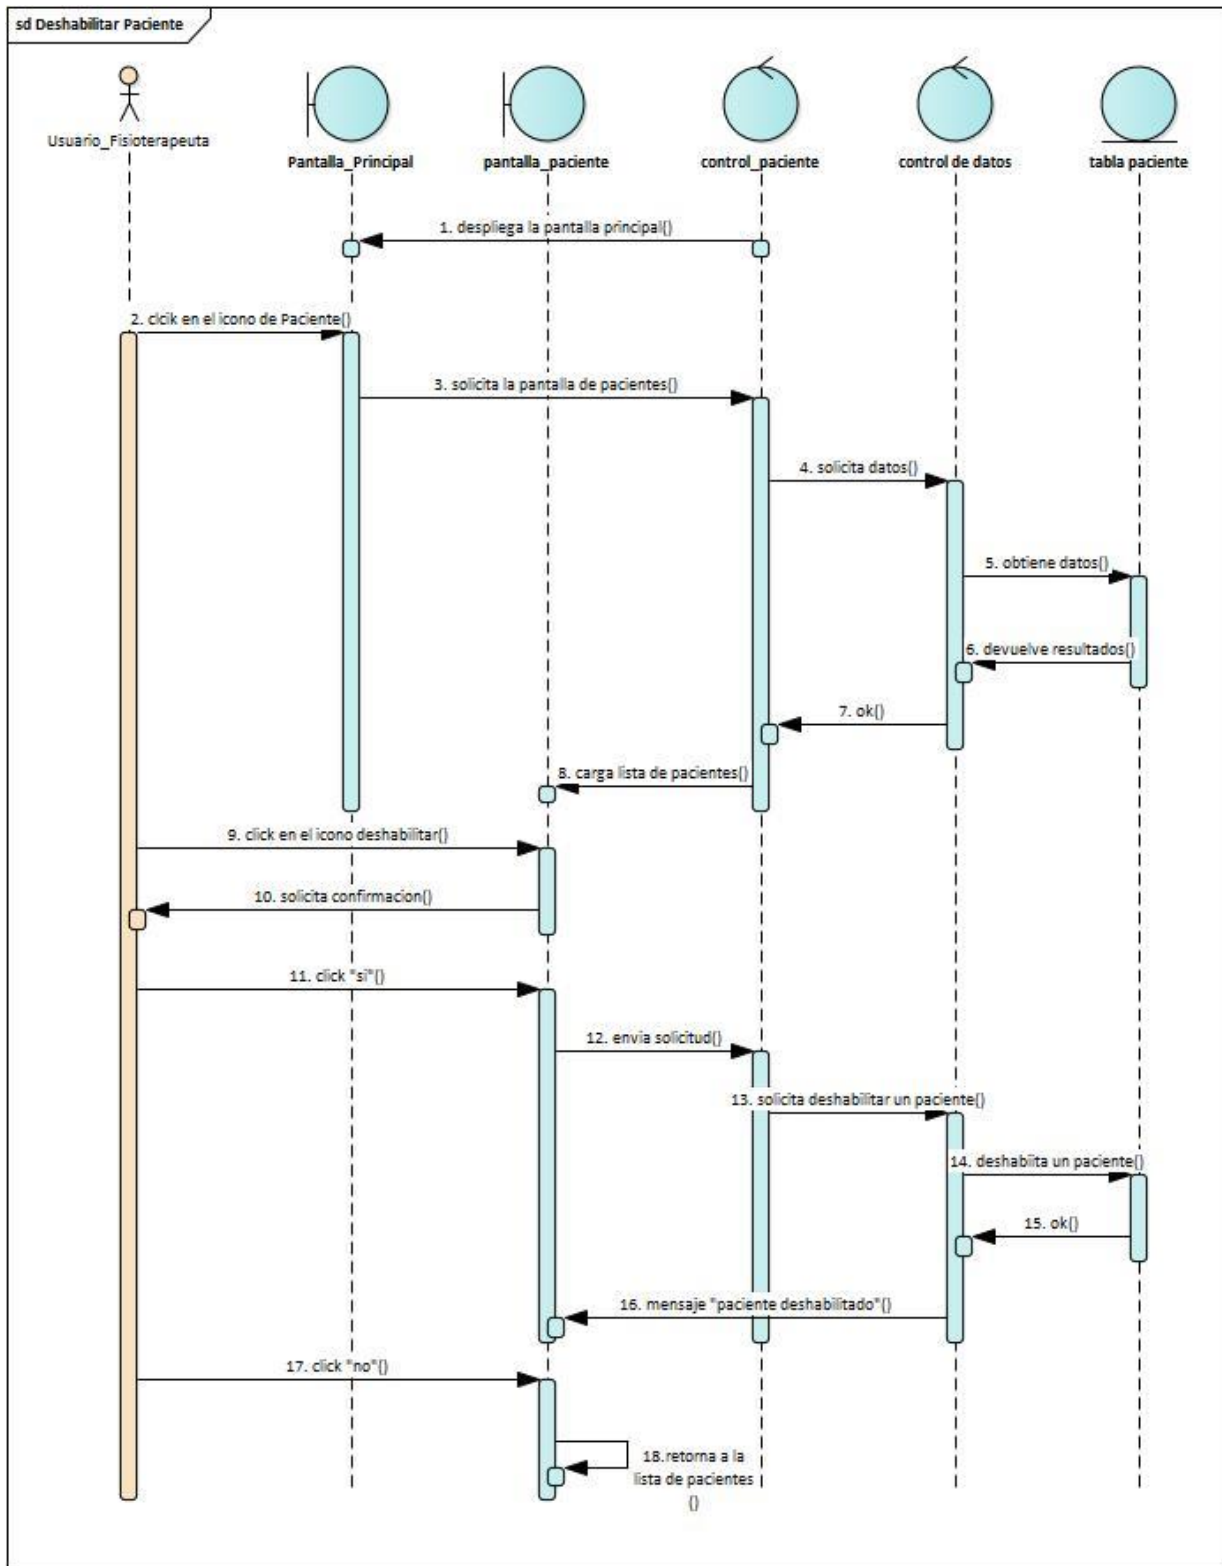 sd Deshabilitar Paciente
Usuario_Fisioterapeuta
Pantalla_Principal
pantalla_paciente
control_paciente
control de datos
tabla paciente
1. despliega la pantalla principal()
2. clcik en el icono de Paciente()
3. solicita la pantalla de pacientes()
4. solicita datos()
5. obtiene datos()
6. devuelve resultados()
7. ok()
8. carga lista de pacientes()
9. click en el icono deshabilitar()
10. solicita confirmacion()
11. click "si"()
12. envia solicitud()
13. solicita deshabilitar un paciente()
14. deshabiita un paciente()
15. ok()
16. mensaje "paciente deshabilitado"()
17. click "no"()
18.retorna a la
lista de pacientes
()